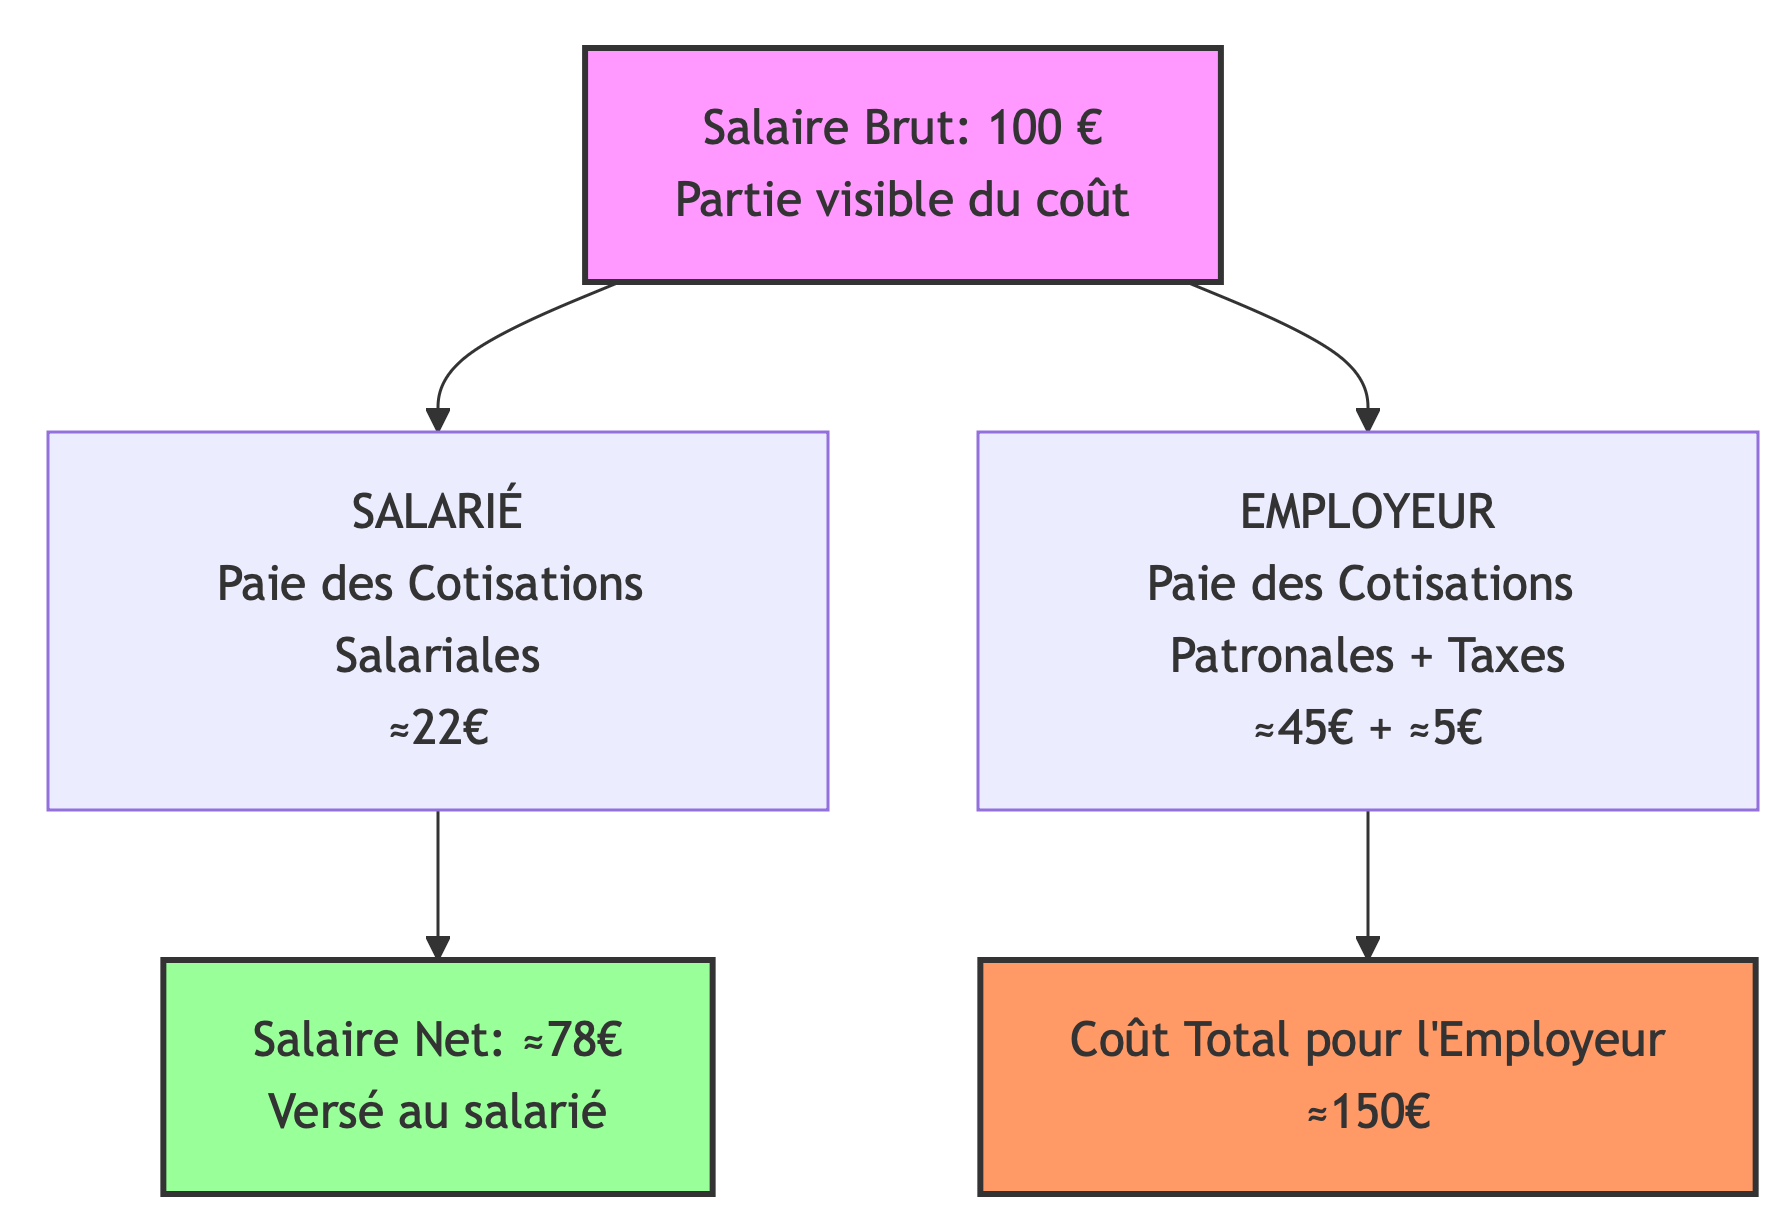 Salaire Brut: 100 €
Partie visible du coût
SALARIÉ
Paie des Cotisations
Salariales
≈22€
EMPLOYEUR
Paie des Cotisations
Patronales + Taxes
≈45€ + ≈5€
Salaire Net: ≈78€
Versé au salarié
Coût Total pour l'Employeur
≈150€